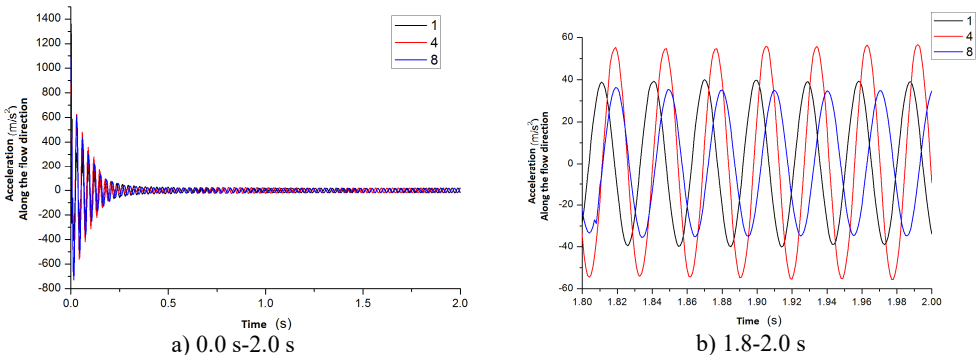 1400
1200
1000
800
600
400
200
0
-200
-400
-600
-800
0.0 0.5 1.0 1.5 2.0
Acceleration (m/s²)
Along the flow direction
Time (s)
1
4
8
a) 0.0 s-2.0 s
60
40
20
0
-20
-40
-60
1.80 1.82 1.84 1.86 1.88 1.90 1.92 1.94 1.96 1.98 2.00
Acceleration (m/s²)
Along the flow direction
Time (s)
1
4
8
b) 1.8-2.0 s